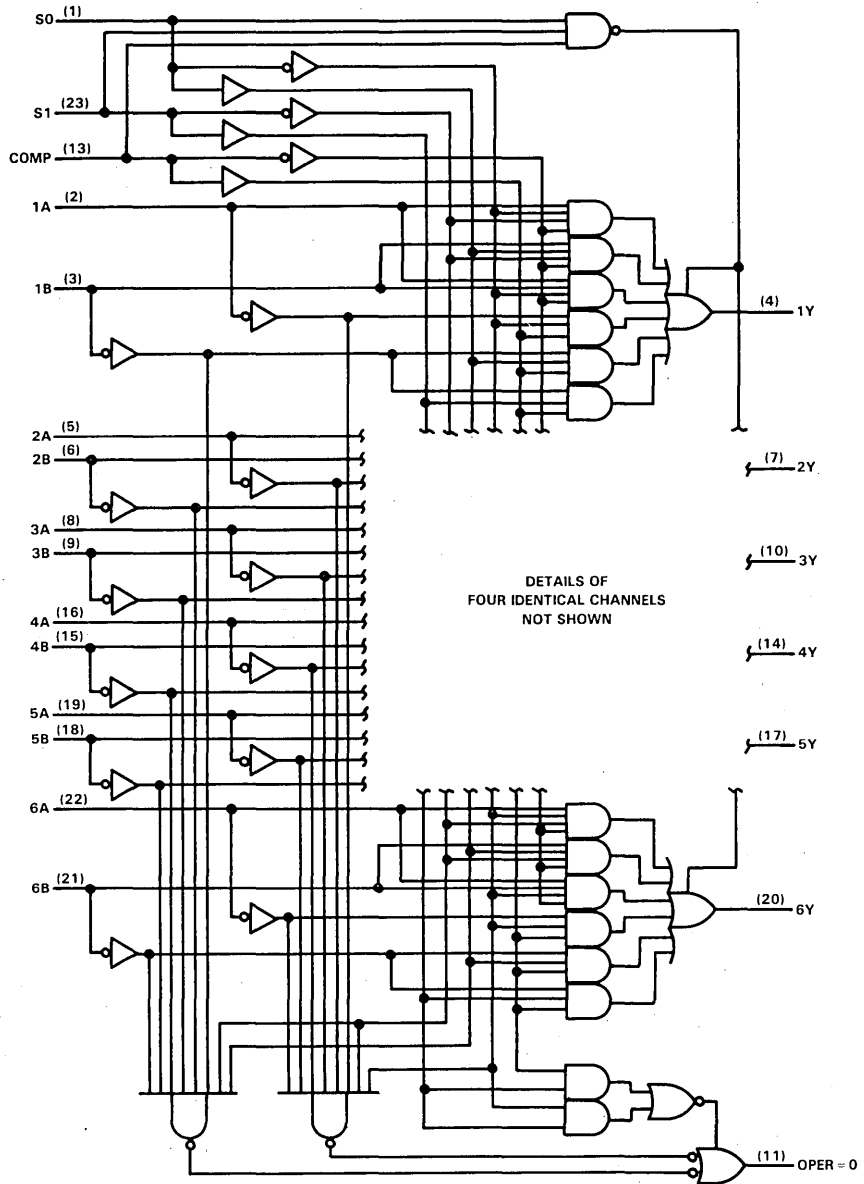 S0 (1)
S1 (23)
COMP (13)
1A (2)
1B (3)
(4) 1Y
2A (5)
2B (6)
(7) 2Y
3A (8)
3B (9)
(10) 3Y
DETAILS OF
FOUR IDENTICAL CHANNELS
NOT SHOWN
4A (16)
4B (15)
(14) 4Y
5A (19)
5B (18)
(17) 5Y
6A (22)
6B (21)
(20) 6Y
(11) OPER = 0